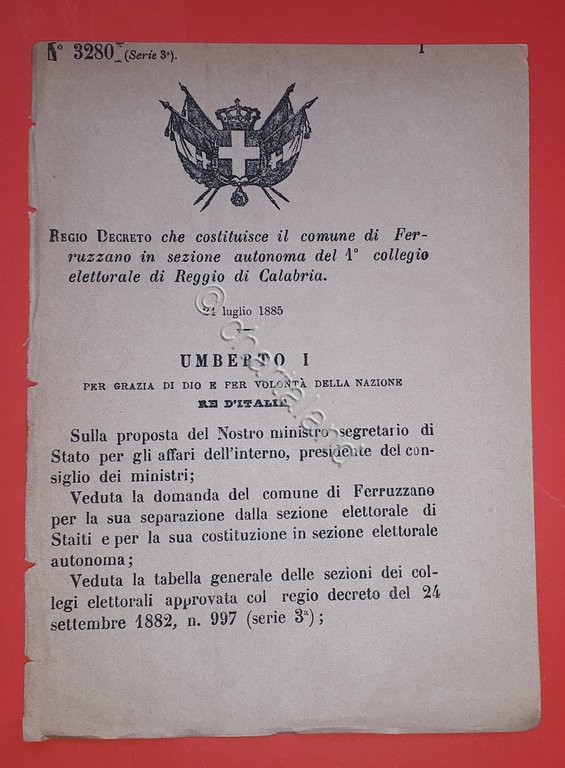 N° 3280 (Serie 3ª). 1
REGIO DECRETO che costituisce il comune di Fer-
ruzzano in sezione autonoma del 1° collegio
elettorale di Reggio di Calabria.
24 luglio 1885
UMBERTO I
PER GRAZIA DI DIO E PER VOLONTÀ DELLA NAZIONE
RE D'ITALIA
Sulla proposta del Nostro ministro segretario di
Stato per gli affari dell'interno, presidente del con-
siglio dei ministri;
Veduta la domanda del comune di Ferruzzano
per la sua separazione dalla sezione elettorale di
Staiti e per la sua costituzione in sezione elettorale
autonoma;
Veduta la tabella generale delle sezioni dei col-
legi elettorali approvata col regio decreto del 24
settembre 1882, n. 997 (serie 3ª);